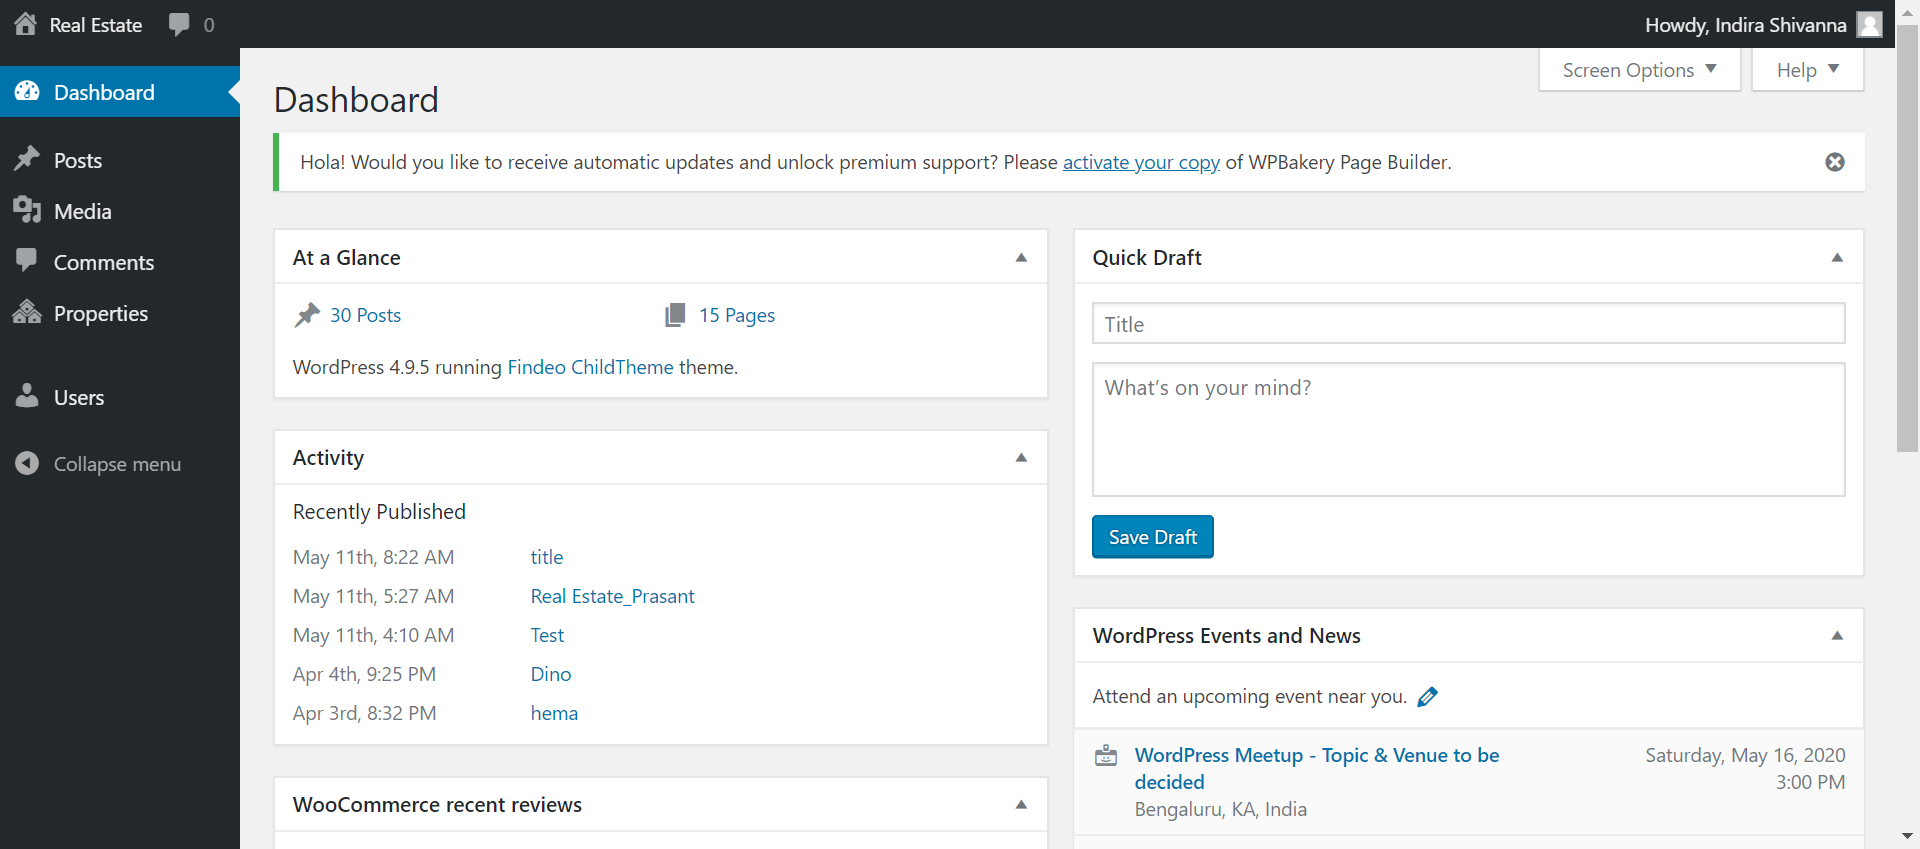 Real Estate 0 Howdy, Indira Shivanna
Dashboard
Posts
Media
Comments
Properties
Users
Collapse menu
Screen Options Help
Dashboard
Hola! Would you like to receive automatic updates and unlock premium support? Please activate your copy of WPBakery Page Builder.
At a Glance
30 Posts 15 Pages
WordPress 4.9.5 running Findeo ChildTheme theme.
Activity
Recently Published
May 11th, 8:22 AM title
May 11th, 5:27 AM Real Estate_Prasant
May 11th, 4:10 AM Test
Apr 4th, 9:25 PM Dino
Apr 3rd, 8:32 PM hema
WooCommerce recent reviews
Quick Draft
Title
What's on your mind?
Save Draft
WordPress Events and News
Attend an upcoming event near you.
WordPress Meetup - Topic & Venue to be Saturday, May 16, 2020
decided 3:00 PM
Bengaluru, KA, India